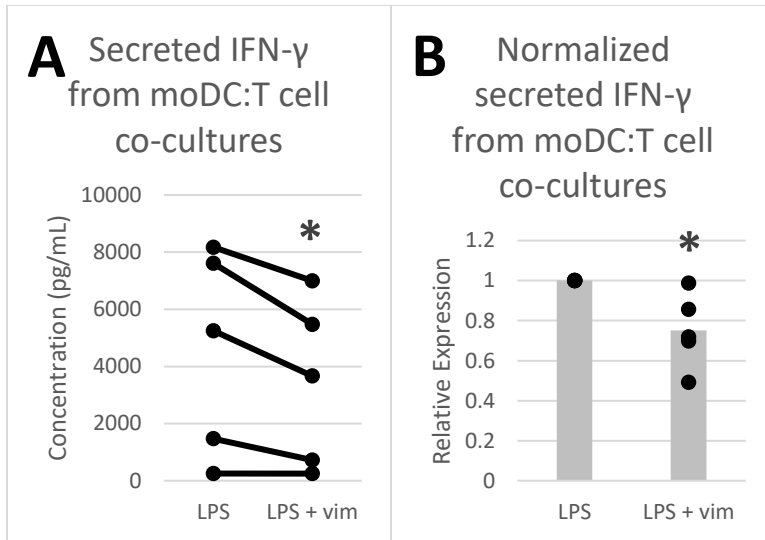 A
Secreted IFN-γ
from moDC:T cell
co-cultures
Concentration (pg/mL)
10000
8000
6000
4000
2000
0
*
LPS
LPS + vim
B
Normalized
secreted IFN-γ
from moDC:T cell
co-cultures
Relative Expression
1.2
1
0.8
0.6
0.4
0.2
0
*
LPS
LPS + vim